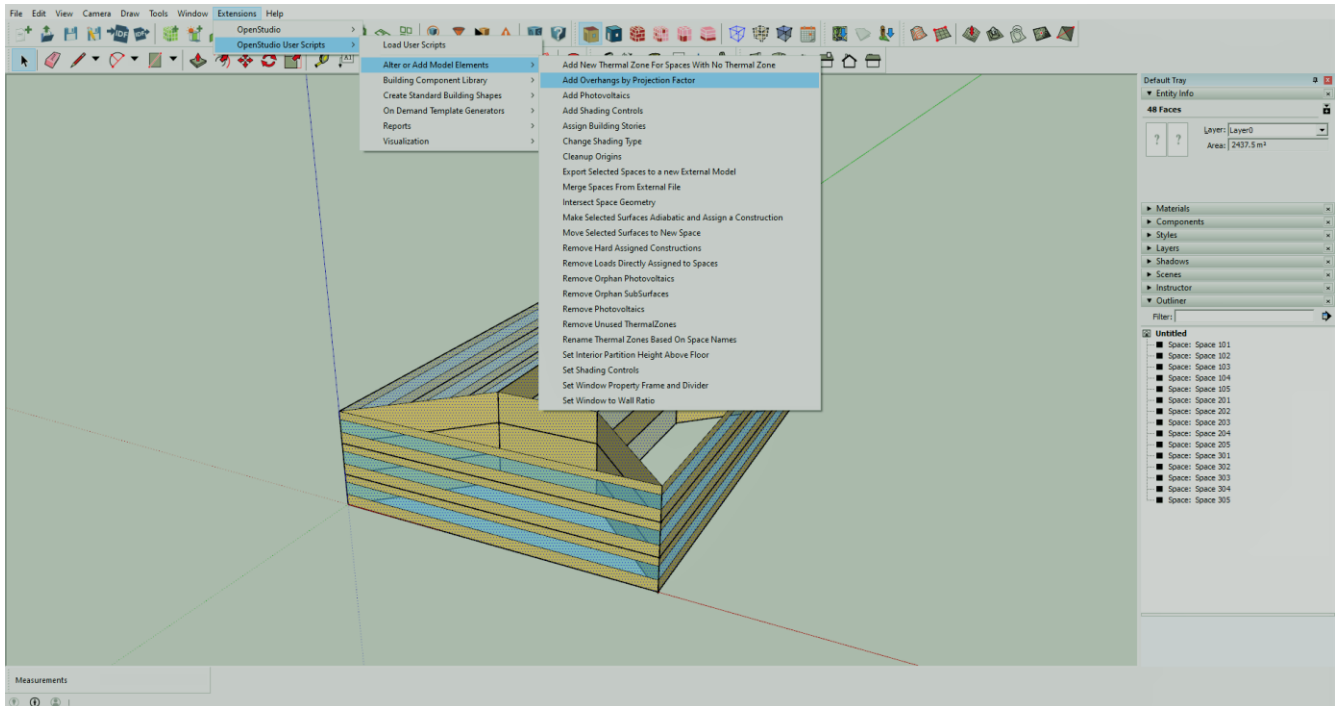 File Edit View Camera Draw Tools Window Extensions Help
OpenStudio
OpenStudio User Scripts
Load User Scripts
Alter or Add Model Elements
Building Component Library
Create Standard Building Shapes
On Demand Template Generators
Reports
Visualization
Add New Thermal Zone For Spaces With No Thermal Zone
Add Overhangs by Projection Factor
Add Photovoltaics
Add Shading Controls
Assign Building Stories
Change Shading Type
Cleanup Origins
Export Selected Spaces to a new External Model
Merge Spaces From External File
Intersect Space Geometry
Make Selected Surfaces Adiabatic and Assign a Construction
Move Selected Surfaces to New Space
Remove Hard Assigned Constructions
Remove Loads Directly Assigned to Spaces
Remove Orphan Photovoltaics
Remove Orphan SubSurfaces
Remove Photovoltaics
Remove Unused ThermalZones
Rename Thermal Zones Based On Space Names
Set Interior Partition Height Above Floor
Set Shading Controls
Set Window Property Frame and Divider
Set Window to Wall Ratio
Default Tray
Entity Info
48 Faces
? ?
Layer: Layer0
Area: 2437.5 m²
Materials
Components
Styles
Layers
Shadows
Scenes
Instructor
Outliner
Filter:
Untitled
Space: Space 101
Space: Space 102
Space: Space 103
Space: Space 104
Space: Space 105
Space: Space 201
Space: Space 202
Space: Space 203
Space: Space 204
Space: Space 205
Space: Space 301
Space: Space 302
Space: Space 303
Space: Space 304
Space: Space 305
Measurements